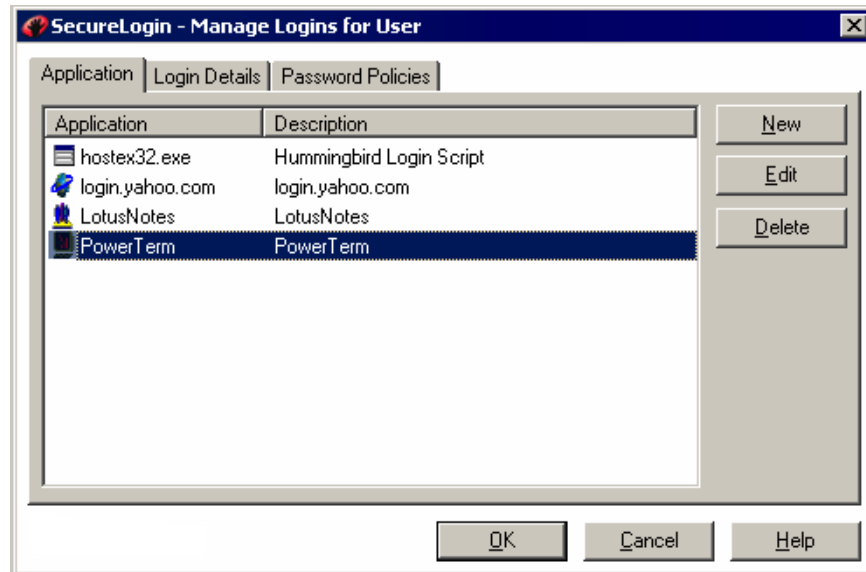 SecureLogin - Manage Logins for User
Application Login Details Password Policies
Application Description
hostex32.exe Hummingbird Login Script
login.yahoo.com login.yahoo.com
LotusNotes LotusNotes
PowerTerm PowerTerm
New
Edit
Delete
OK Cancel Help